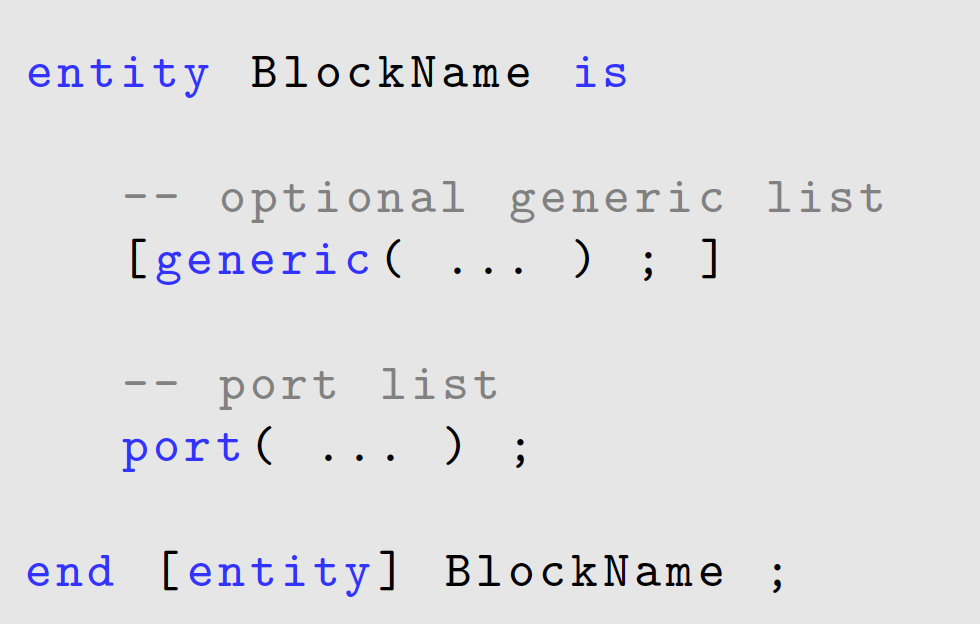 entity BlockName is
-- optional generic list
[generic( ... ) ; ]
-- port list
port( ... ) ;
end [entity] BlockName ;